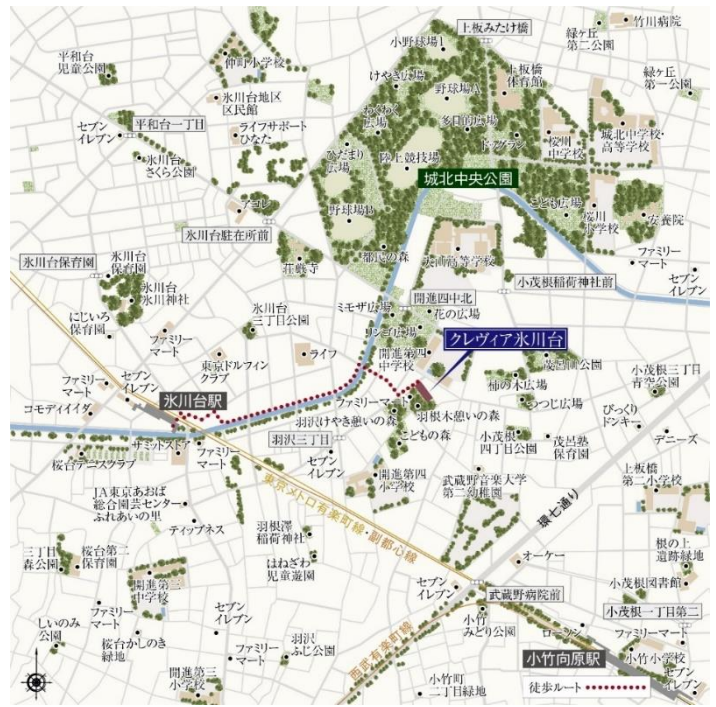 上板みたけ橋
竹川病院
小野球場1
緑ヶ丘
第二公園
平和台
児童公園
仲町小学校
けやき広場
上板橋
体育館
野球場A
緑ヶ丘
第一公園
氷川台地区
区民館
わくわく
広場
セブン
イレブン
平和台一丁目
ライフサポート
ひなた
多目的広場
ドッグラン
桜川
中学校
城北中学校・
高等学校
氷川台
さくら公園
ひだまり
広場
陸上競技場
城北中央公園
アコレ
野球場B
こども広場
桜川
小学校
安養院
氷川台駐在所前
都民の森
ファミリー
マート
セブン
イレブン
氷川台保育園
氷川台
保育園
荘厳寺
大山高等学校
小茂根稲荷神社前
氷川台
氷川神社
ミモザ広場
開進四中北
花の広場
にじいろ
保育園
氷川台
三丁目公園
リンゴ広場
クレヴィア氷川台
ファミリー
マート
東京ドルフィン
クラブ
ライフ
開進第四
中学校
茂呂山公園
柿の木広場
小茂根三丁目
青空公園
ファミリー
マート
セブン
イレブン
氷川台駅
コモディイイダ
ファミリーマート
羽根木憩いの森
つつじ広場
羽沢けやき憩いの森
こどもの森
びっくり
ドンキー
サミットストア
ファミリー
マート
羽沢三丁目
セブン
イレブン
小茂根
四丁目公園
茂呂塾
保育園
デニーズ
桜台テニスクラブ
開進第四
小学校
武蔵野音楽大学
第二幼稚園
上板橋
第二小学校
JA東京あおば
総合園芸センター
ふれあいの里
東京メトロ有楽町線・副都心線
環七通り
ティップネス
羽根澤
稲荷神社
根の上
遺跡緑地
三丁目
森公園
桜台第二
保育園
はねざわ
児童遊園
オーケー
開進第三
中学校
セブン
イレブン
武蔵野病院前
小茂根図書館
小茂根一丁目第二
しいのみ
公園
ファミリー
マート
セブン
イレブン
小竹
みどり公園
ローソン
ファミリーマート
桜台かしのき
緑地
ファミリー
マート
羽沢
ふじ公園
西武有楽町線
小竹向原駅
小竹小学校
開進第三
小学校
小竹町
二丁目緑地
セブン
イレブン
徒歩ルート